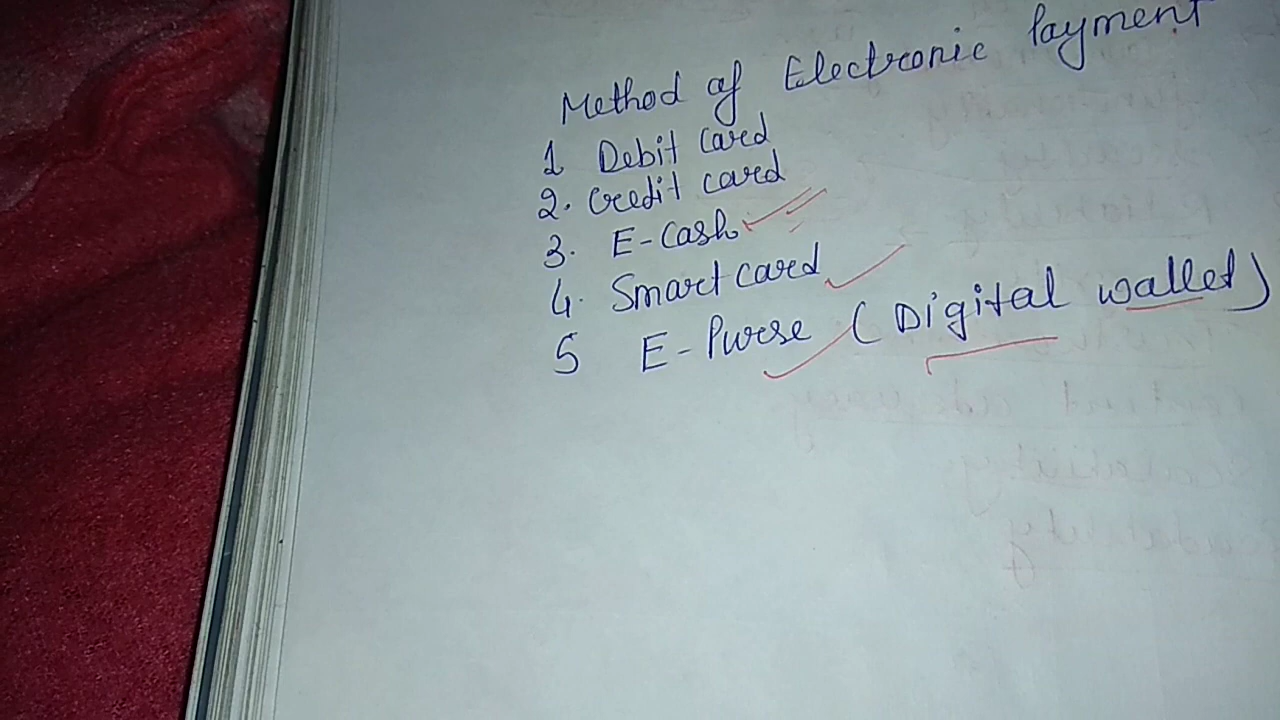 Method of Electronic Payment
1 Debit card
2. Credit card
3. E-Cash
4. Smart card
5 E-Purse (Digital wallet)